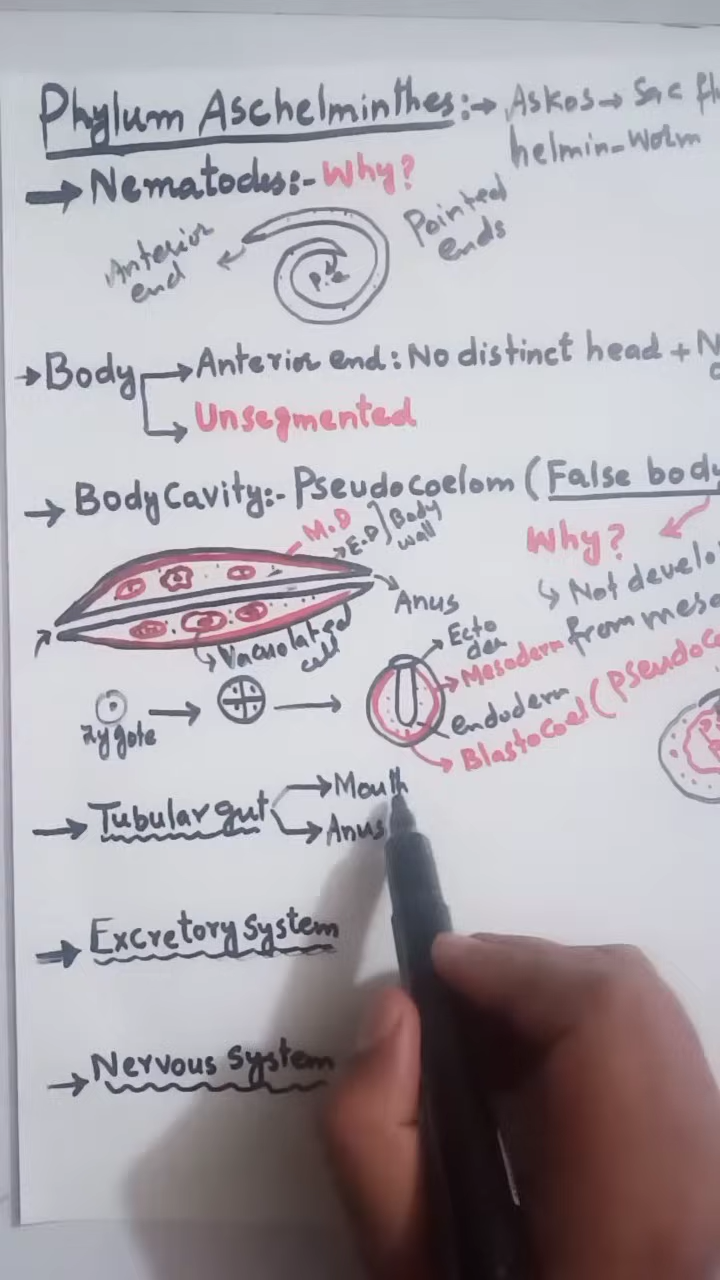 Phylum Aschelminthes:→ Askos→ Sac
helmin-Worm
→ Nematodes:- Why?
Anterior end
Pointed ends
P.e
→ Body → Anterior end: No distinct head +
→ Unsegmented
→ Body Cavity:- Pseudocoelom (False body
M.D
E.D ] Body wall
Why?
Anus
↳ Not develo
Vacuolated cell
from meso
Ecto der
Mesoderm
Zygote
endoderm
Blastocoel (Pseudoc
→ Tubular gut → Mouth
→ Anus
→ Excretory system
→ Nervous system